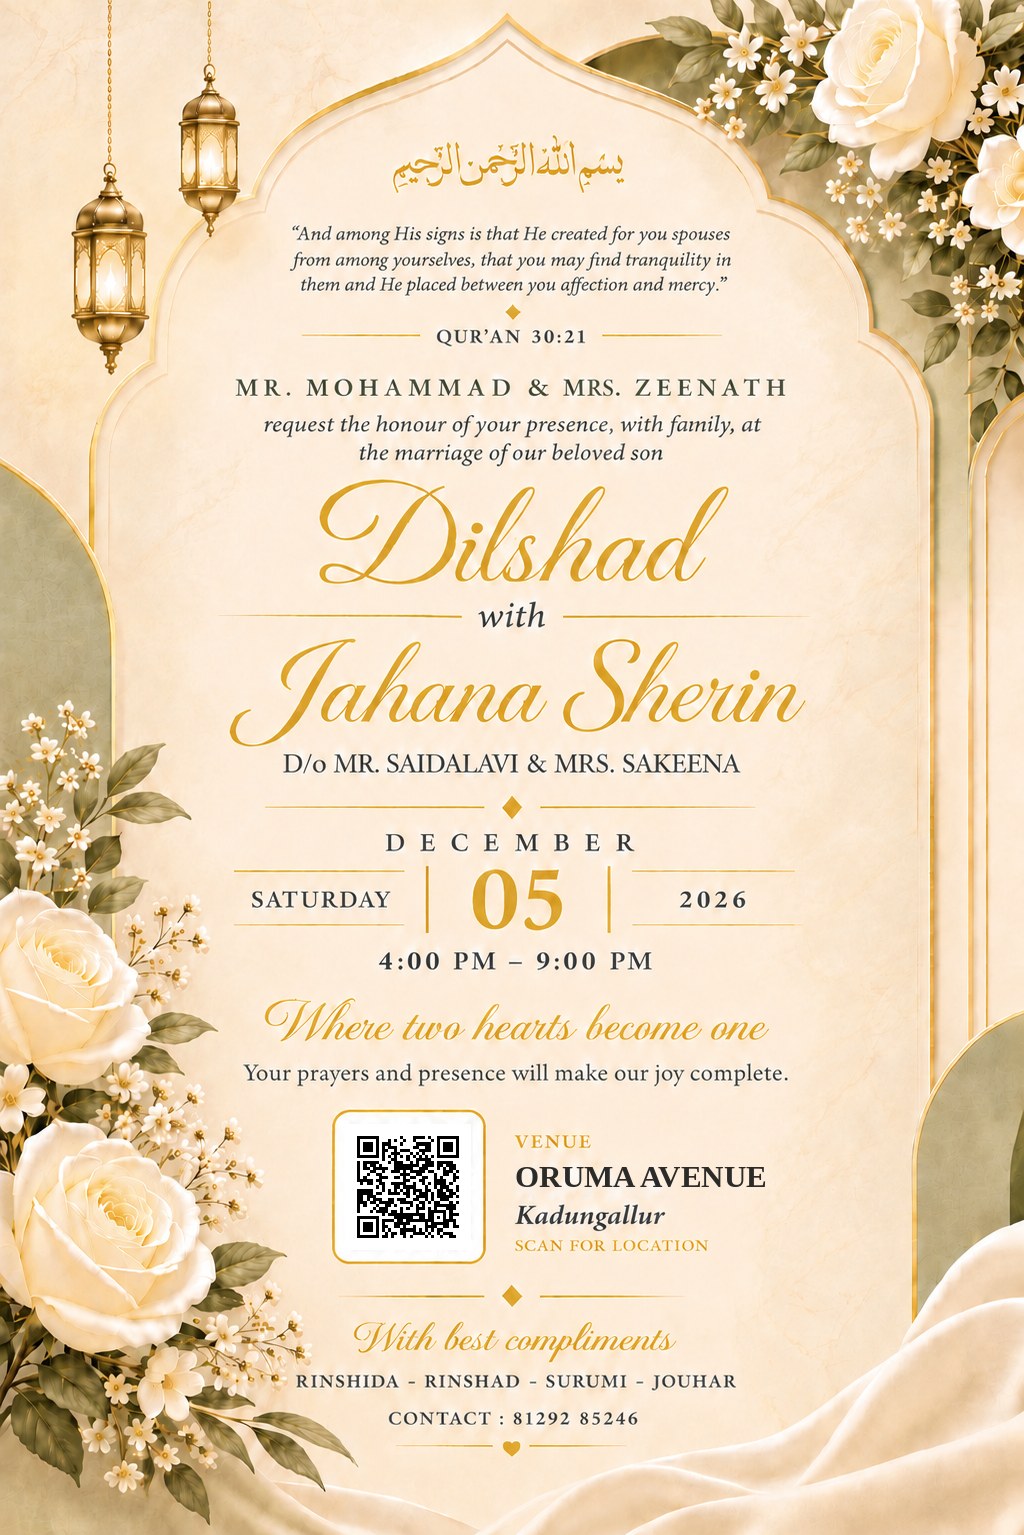 بسم الله الرحمن الرحيم
“And among His signs is that He created for you spouses
from among yourselves, that you may find tranquility in
them and He placed between you affection and mercy.”
QUR’AN 30:21
MR. MOHAMMAD & MRS. ZEENATH
request the honour of your presence, with family, at
the marriage of our beloved son
Dilshad
with
Jahana Sherin
D/o MR. SAIDALAVI & MRS. SAKEENA
DECEMBER
SATURDAY 05 2026
4:00 PM – 9:00 PM
Where two hearts become one
Your prayers and presence will make our joy complete.
VENUE
ORUMA AVENUE
Kadungallur
SCAN FOR LOCATION
With best compliments
RINSHIDA - RINSHAD - SURUMI - JOUHAR
CONTACT : 81292 85246